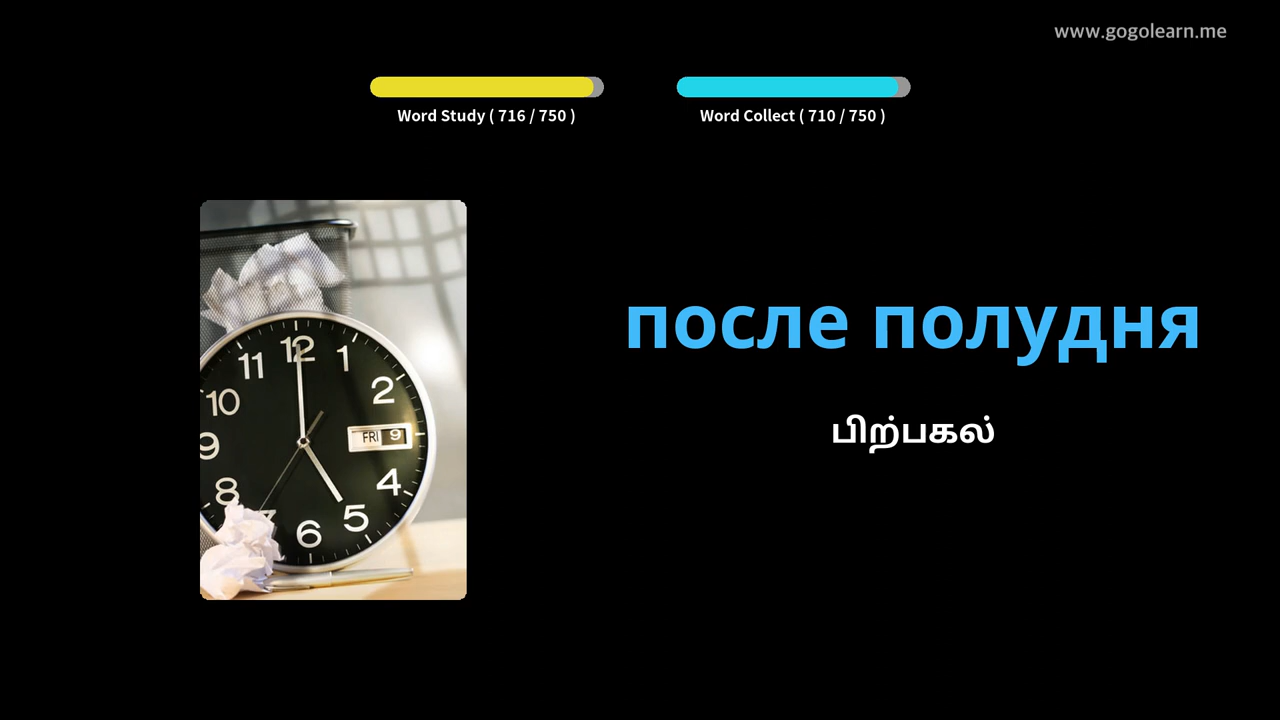 www.gogolearn.me
Word Study ( 716 / 750 )
Word Collect ( 710 / 750 )
после полудня
பிற்பகல்
12
11
1
10
2
9
FRI 9
8
4
7
5
6